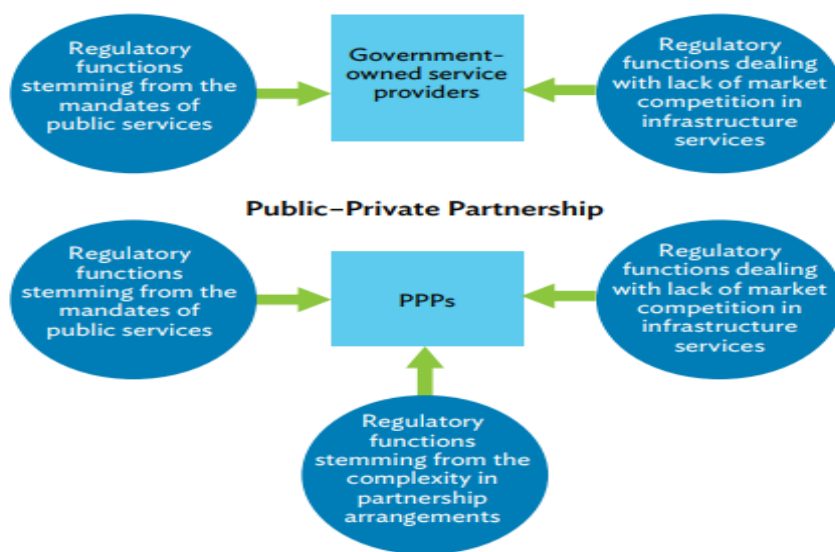 Regulatory
functions
stemming from the
mandates of
public services
Government–
owned service
providers
Regulatory
functions dealing
with lack of market
competition in
infrastructure
services
Public–Private Partnership
Regulatory
functions
stemming from the
mandates of
public services
PPPs
Regulatory
functions dealing
with lack of market
competition in
infrastructure
services
Regulatory
functions
stemming from the
complexity in
partnership
arrangements